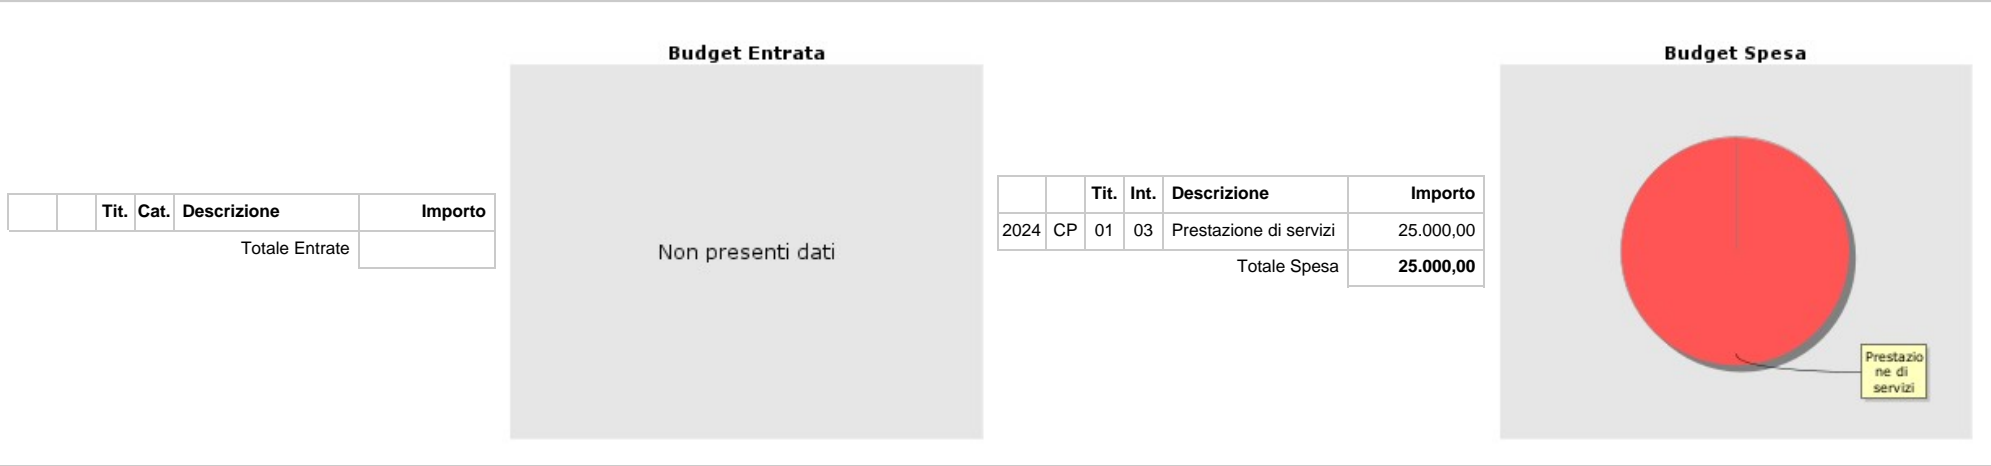 Budget Entrata
Tit. Cat. Descrizione Importo
Totale Entrate
Non presenti dati
Tit. Int. Descrizione Importo
2024 CP 01 03 Prestazione di servizi 25.000,00
Totale Spesa 25.000,00
Budget Spesa
Prestazio
ne di
servizi